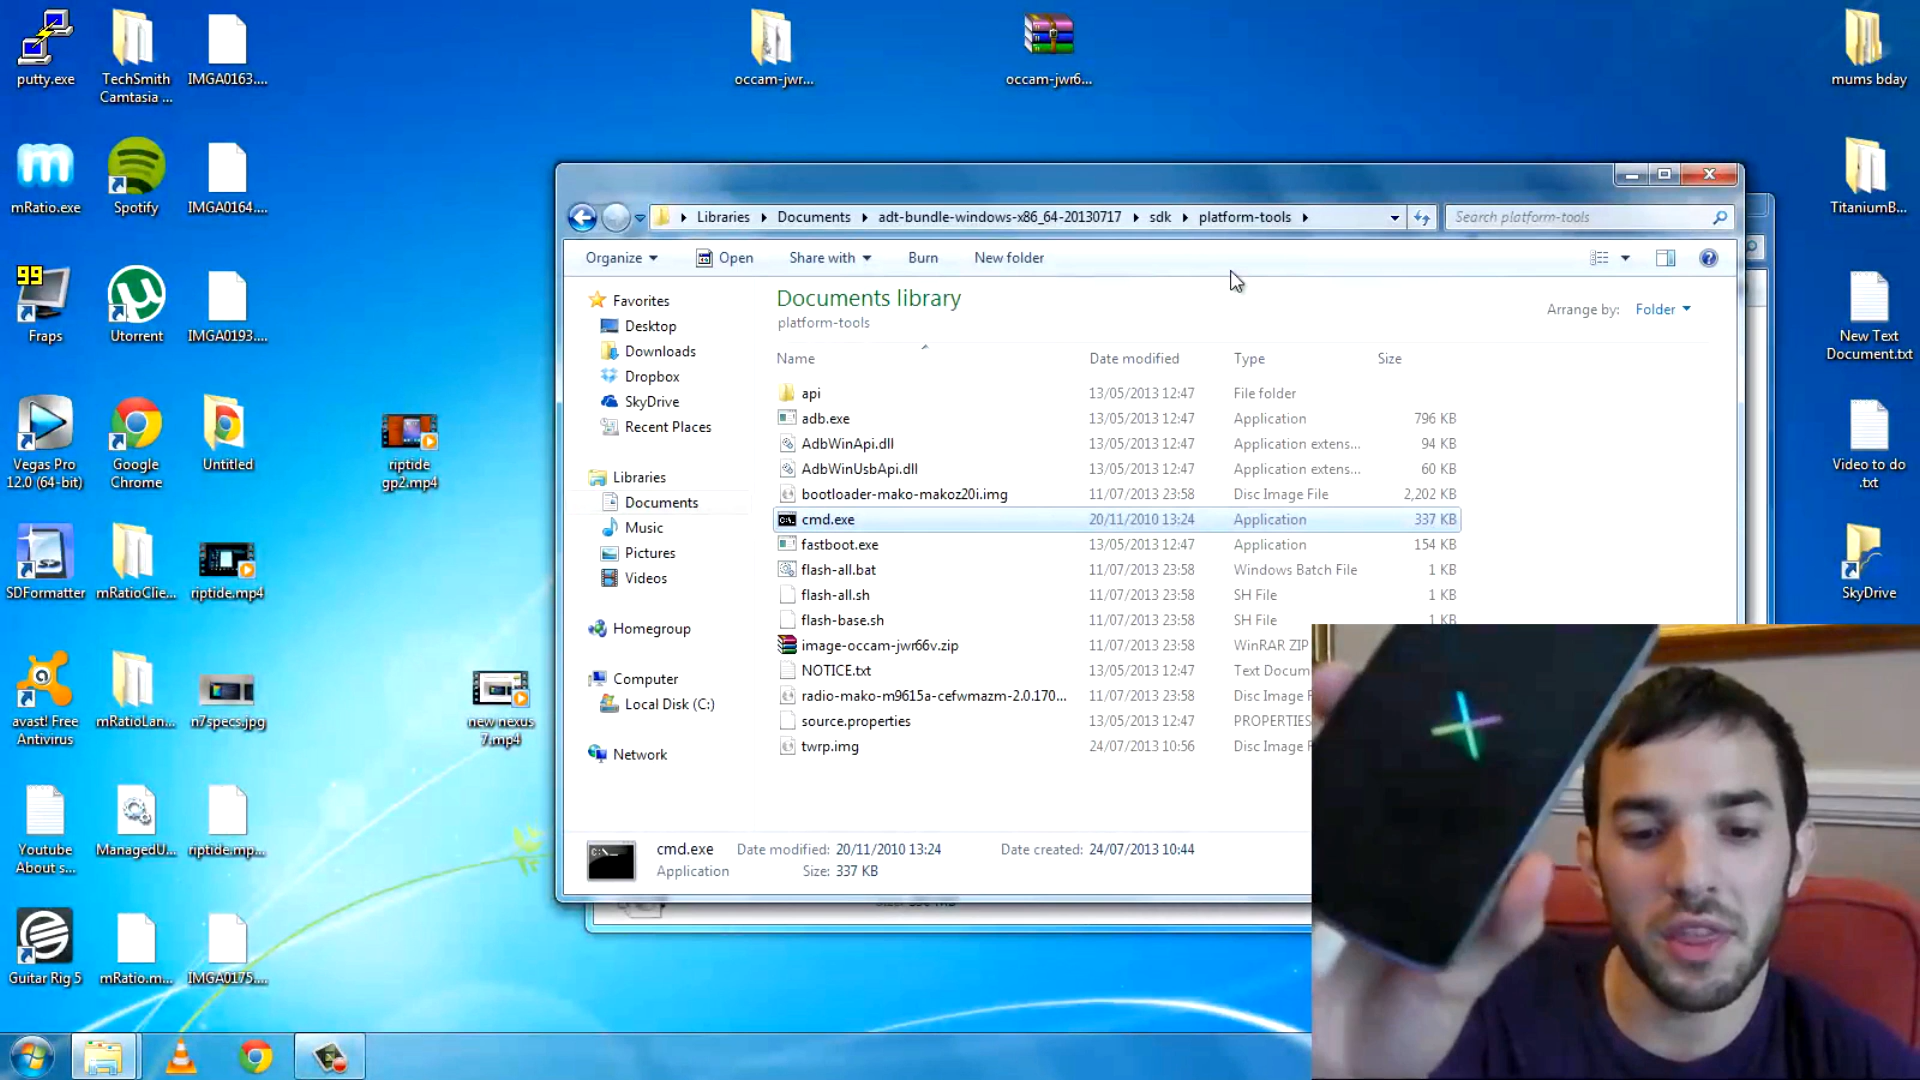 putty.exe
TechSmith
Camtasia ...
IMGA0163....
occam-jwr...
occam-jwr6...
mums bday
mRatio.exe
Spotify
IMGA0164....
TitaniumB...
99
Fraps
Utorrent
IMGA0193....
New Text
Document.txt
Vegas Pro
12.0 (64-bit)
Google
Chrome
Untitled
riptide
gp2.mp4
Video to do
.txt
SDFormatter
mRatioClie...
riptide.mp4
SkyDrive
avast! Free
Antivirus
mRatioLan...
n7specs.jpg
new nexus
7.mp4
Youtube
About s...
ManagedU...
riptide.mp...
Guitar Rig 5
mRatio.m...
IMGA0175....
Libraries
Documents
adt-bundle-windows-x86_64-20130717
sdk
platform-tools
Search platform-tools
Organize
Open
Share with
Burn
New folder
Favorites
Desktop
Downloads
Dropbox
SkyDrive
Recent Places
Libraries
Documents
Music
Pictures
Videos
Homegroup
Computer
Local Disk (C:)
Network
Documents library
platform-tools
Arrange by: Folder
Name Date modified Type Size
api 13/05/2013 12:47 File folder
adb.exe 13/05/2013 12:47 Application 796 KB
AdbWinApi.dll 13/05/2013 12:47 Application extens... 94 KB
AdbWinUsbApi.dll 13/05/2013 12:47 Application extens... 60 KB
bootloader-mako-makoz20i.img 11/07/2013 23:58 Disc Image File 2,202 KB
cmd.exe 20/11/2010 13:24 Application 337 KB
fastboot.exe 13/05/2013 12:47 Application 154 KB
flash-all.bat 11/07/2013 23:58 Windows Batch File 1 KB
flash-all.sh 11/07/2013 23:58 SH File 1 KB
flash-base.sh 11/07/2013 23:58 SH File 1 KB
image-occam-jwr66v.zip 11/07/2013 23:58 WinRAR ZIP
NOTICE.txt 13/05/2013 12:47 Text Docum
radio-mako-m9615a-cefwmazm-2.0.170... 11/07/2013 23:58 Disc Image F
source.properties 13/05/2013 12:47 PROPERTIES
twrp.img 24/07/2013 10:56 Disc Image F
cmd.exe Date modified: 20/11/2010 13:24 Date created: 24/07/2013 10:44
Application Size: 337 KB